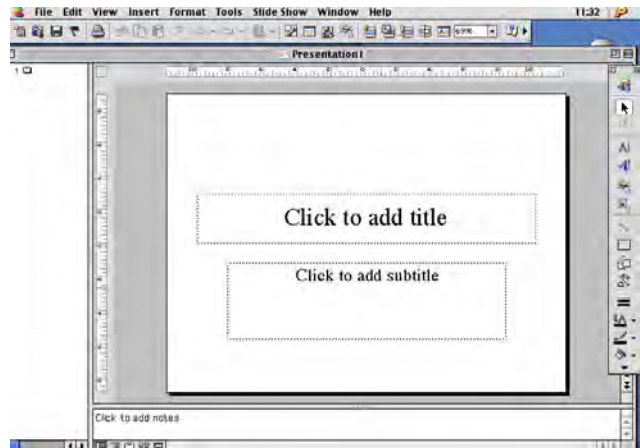 File Edit View Insert Format Tools Slide Show Window Help 11:32
69%
Presentation1
1
Click to add title
Click to add subtitle
Click to add notes